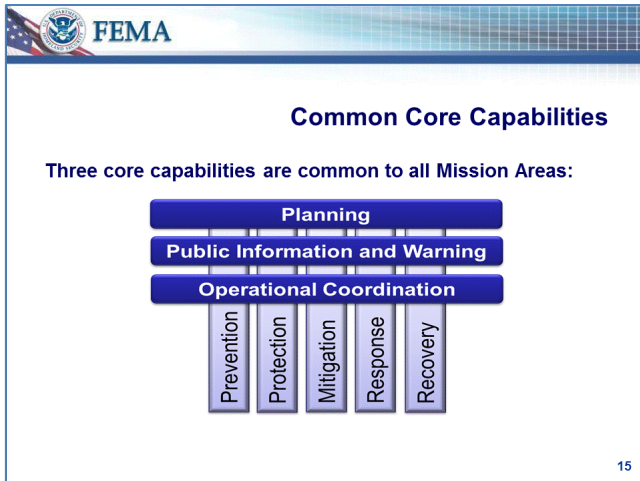 FEMA
Common Core Capabilities
Three core capabilities are common to all Mission Areas:
Planning
Public Information and Warning
Operational Coordination
Prevention
Protection
Mitigation
Response
Recovery
15